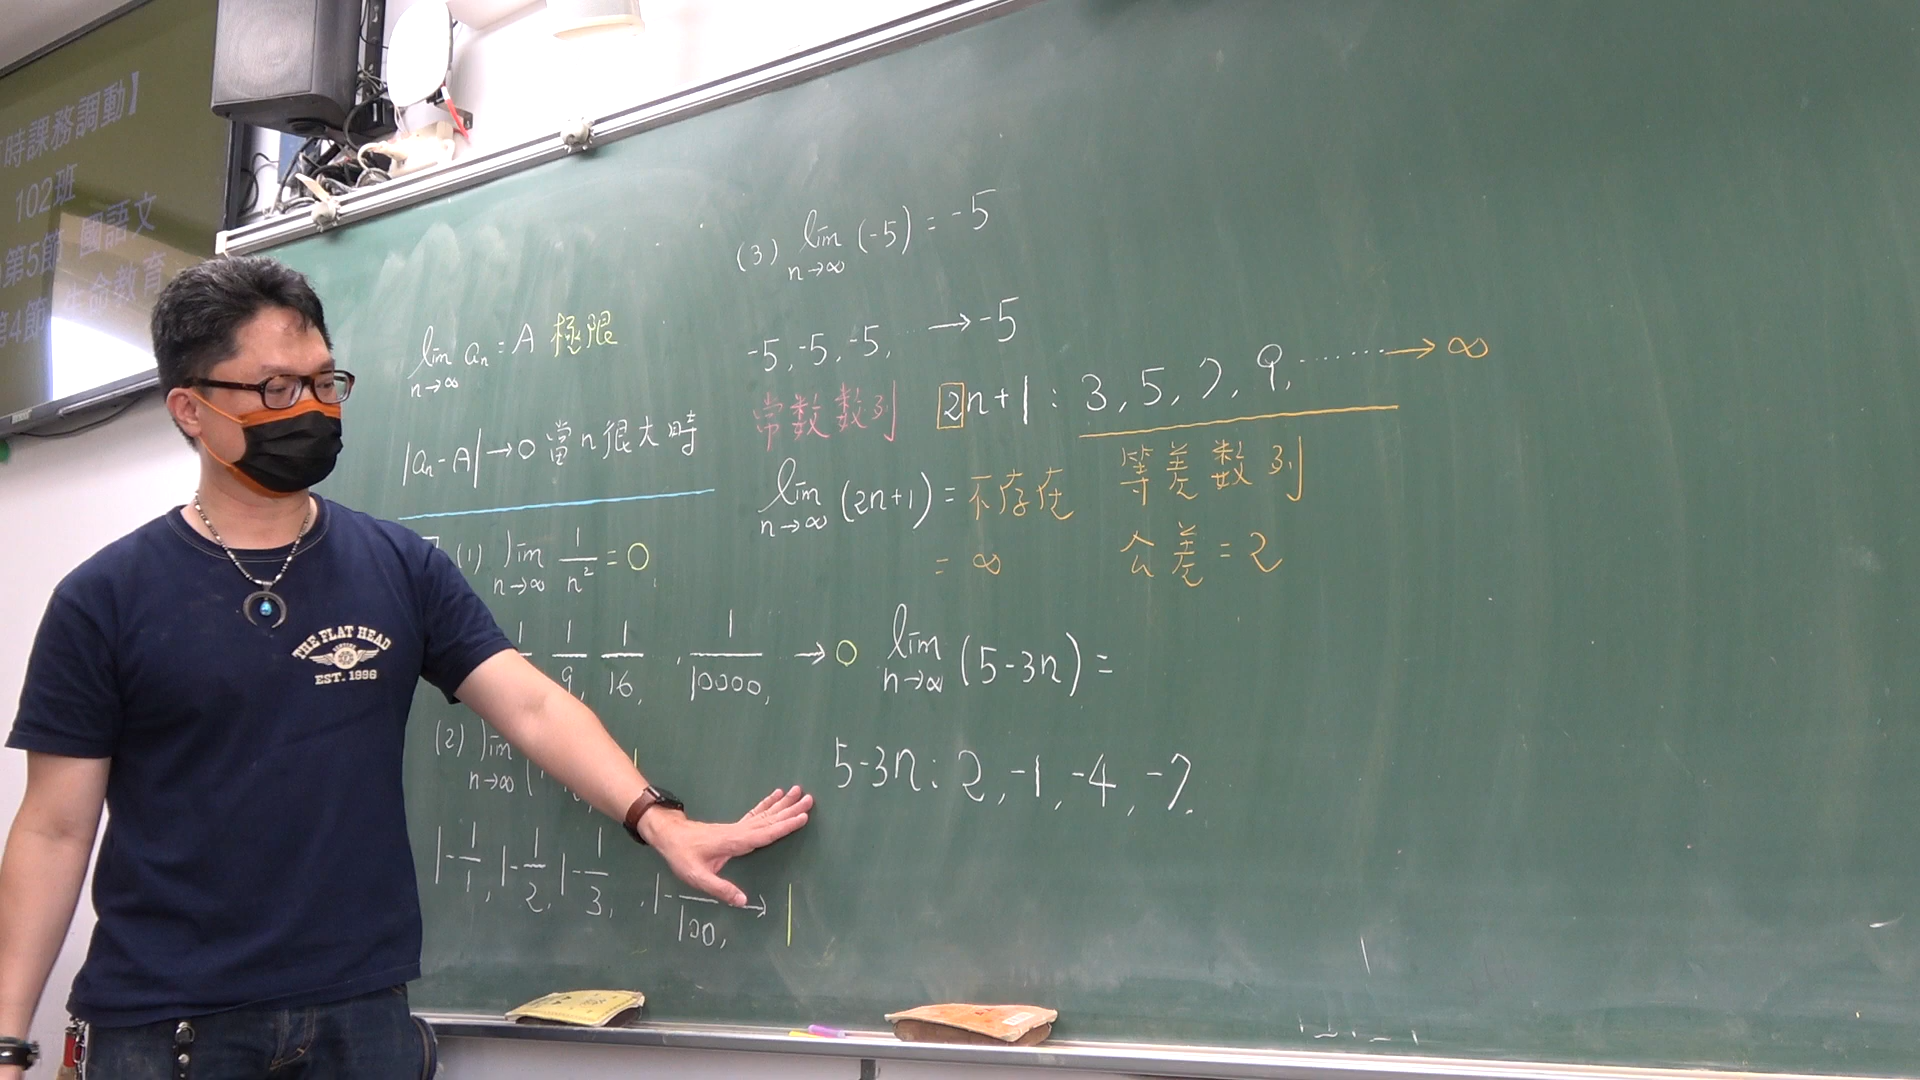 時課務調動】
102班
第5節 國語文
第4節 生命教育
lim aₙ = A 極限
n→∞
|aₙ - A| → 0 當 n 很大時
(1) lim 1/n² = 0
n→∞
1/9, 1/16, 1/10000, → 0
(2) lim
n→∞
1-1/1, 1-1/2, 1-1/3, 1-1/100, → 1
(3) lim (-5) = -5
n→∞
-5, -5, -5, → -5
常數數列
2n+1 : 3, 5, 7, 9, ...... → ∞
等差數列
公差 = 2
lim (2n+1) = 不存在
n→∞
= ∞
lim (5-3n) =
n→∞
5-3n : 2, -1, -4, -7.
THE FLAT HEAD
EST. 1996